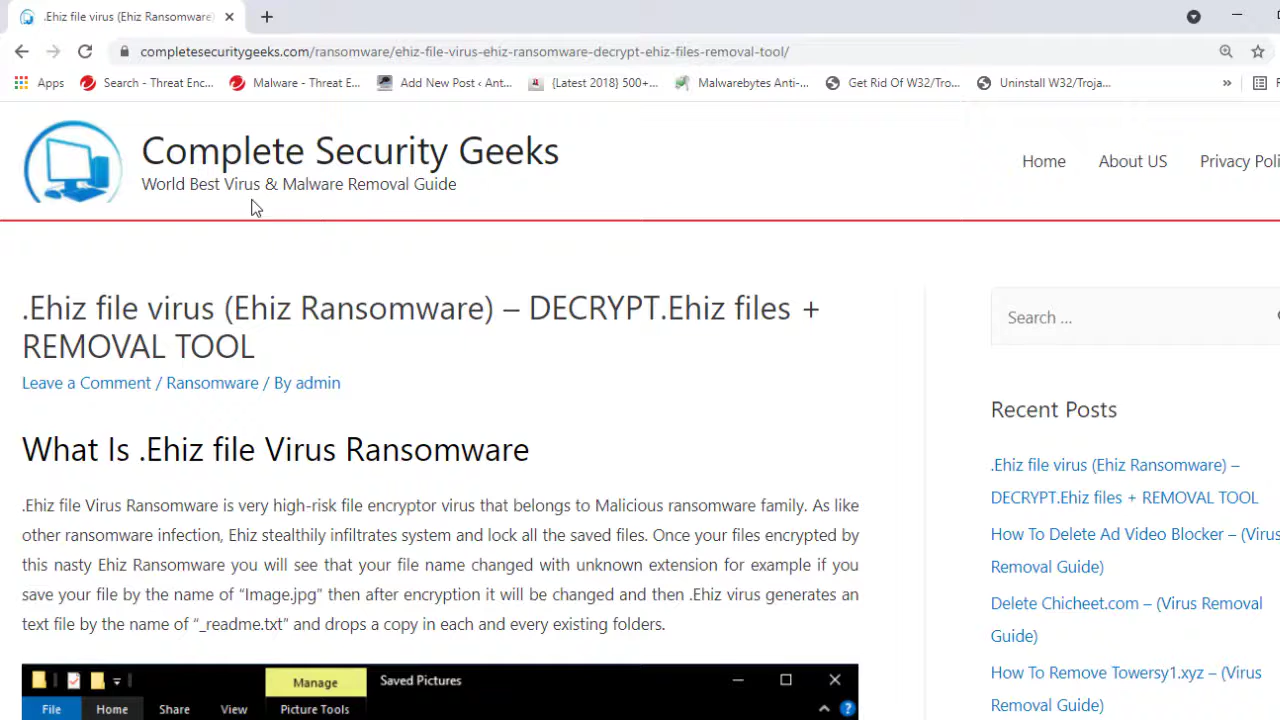 .Ehiz file virus (Ehiz Ransomware)
completesecuritygeeks.com/ransomware/ehiz-file-virus-ehiz-ransomware-decrypt-ehiz-files-removal-tool/
Apps Search - Threat Enc... Malware - Threat E... Add New Post ‹ Ant... {Latest 2018} 500+... Malwarebytes Anti-... Get Rid Of W32/Tro... Uninstall W32/Troja... »
Complete Security Geeks
World Best Virus & Malware Removal Guide
Home About US Privacy Poli
.Ehiz file virus (Ehiz Ransomware) – DECRYPT.Ehiz files +
REMOVAL TOOL
Leave a Comment / Ransomware / By admin
What Is .Ehiz file Virus Ransomware
.Ehiz file Virus Ransomware is very high-risk file encryptor virus that belongs to Malicious ransomware family. As like
other ransomware infection, Ehiz stealthily infiltrates system and lock all the saved files. Once your files encrypted by
this nasty Ehiz Ransomware you will see that your file name changed with unknown extension for example if you
save your file by the name of “Image.jpg” then after encryption it will be changed and then .Ehiz virus generates an
text file by the name of “_readme.txt” and drops a copy in each and every existing folders.
Manage Saved Pictures
File Home Share View Picture Tools
Search ...
Recent Posts
.Ehiz file virus (Ehiz Ransomware) –
DECRYPT.Ehiz files + REMOVAL TOOL
How To Delete Ad Video Blocker – (Virus
Removal Guide)
Delete Chicheet.com – (Virus Removal
Guide)
How To Remove Towersy1.xyz – (Virus
Removal Guide)